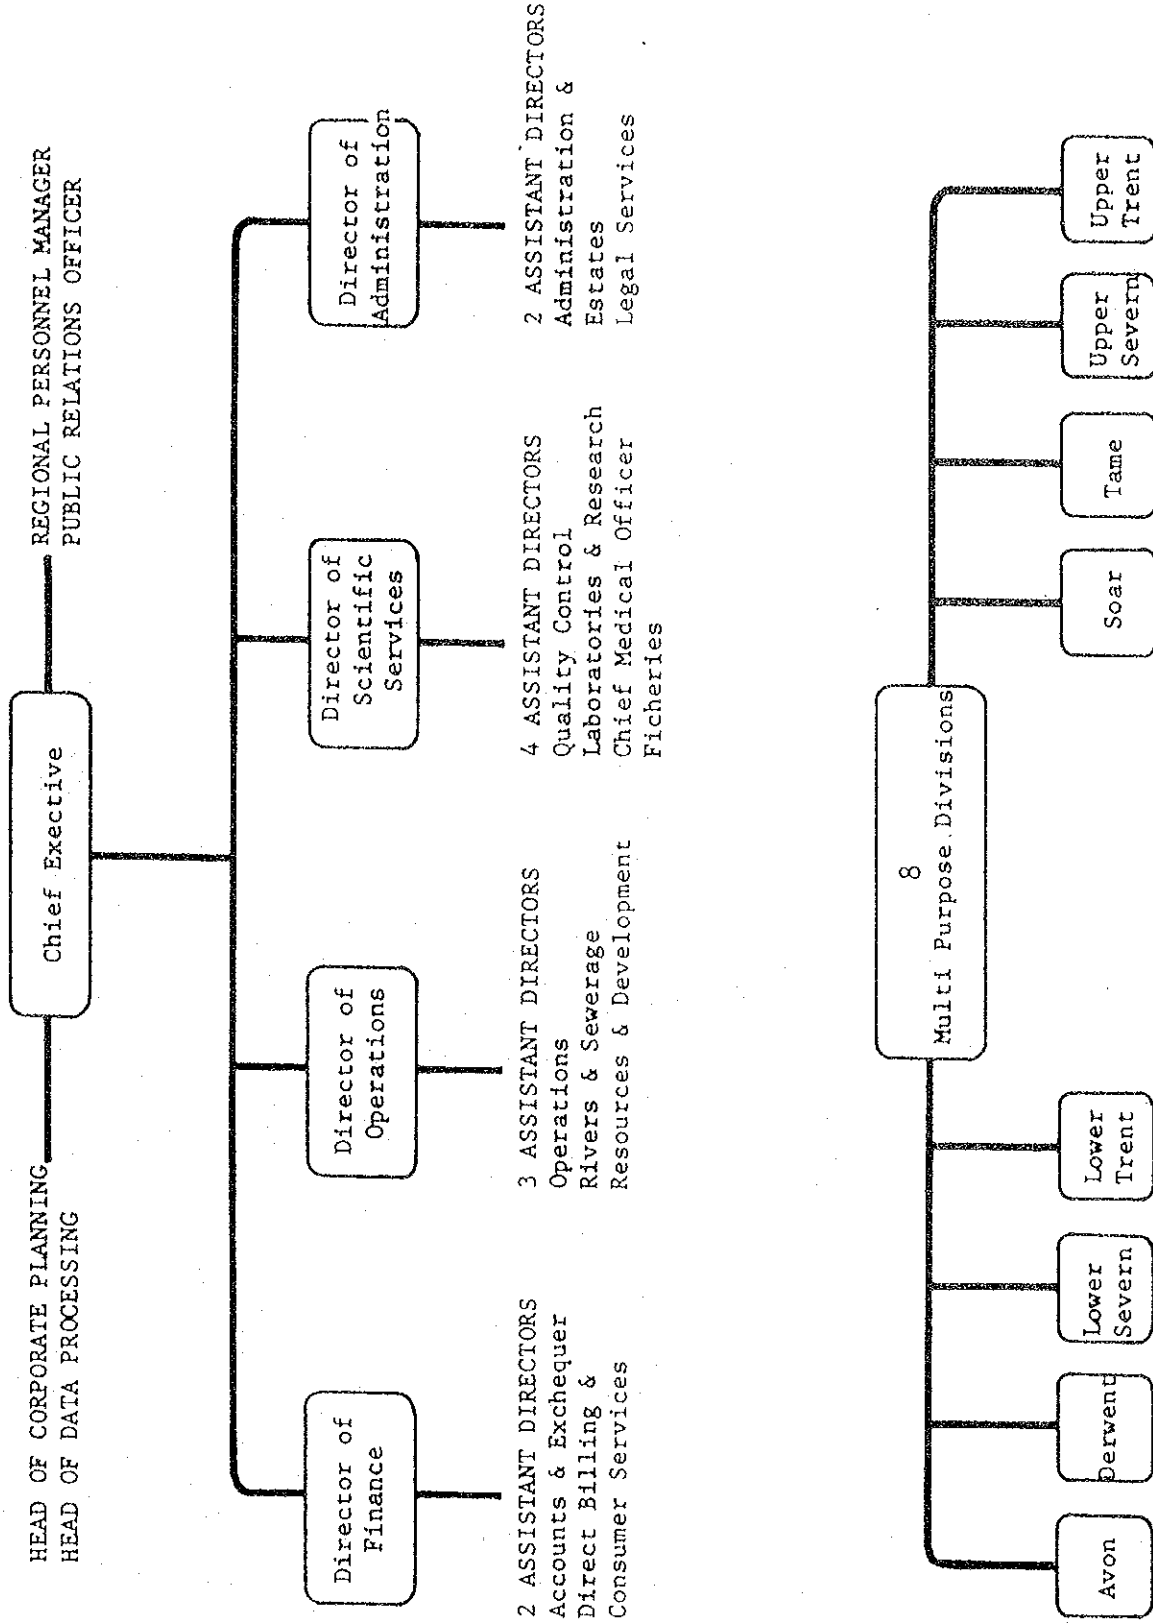 HEAD OF CORPORATE PLANNING
HEAD OF DATA PROCESSING
Chief Exective
REGIONAL PERSONNEL MANAGER
PUBLIC RELATIONS OFFICER
Director of
Finance
2 ASSISTANT DIRECTORS
Accounts & Exchequer
Direct Billing &
Consumer Services
Director of
Operations
3 ASSISTANT DIRECTORS
Operations
Rivers & Sewerage
Resources & Development
Director of
Scientific
Services
4 ASSISTANT DIRECTORS
Quality Control
Laboratories & Research
Chief Medical Officer
Ficheries
Director of
Administration
2 ASSISTANT DIRECTORS
Administration &
Estates
Legal Services
8
Multi Purpose Divisions
Avon
Derwent
Lower
Severn
Lower
Trent
Soar
Tame
Upper
Severn
Upper
Trent